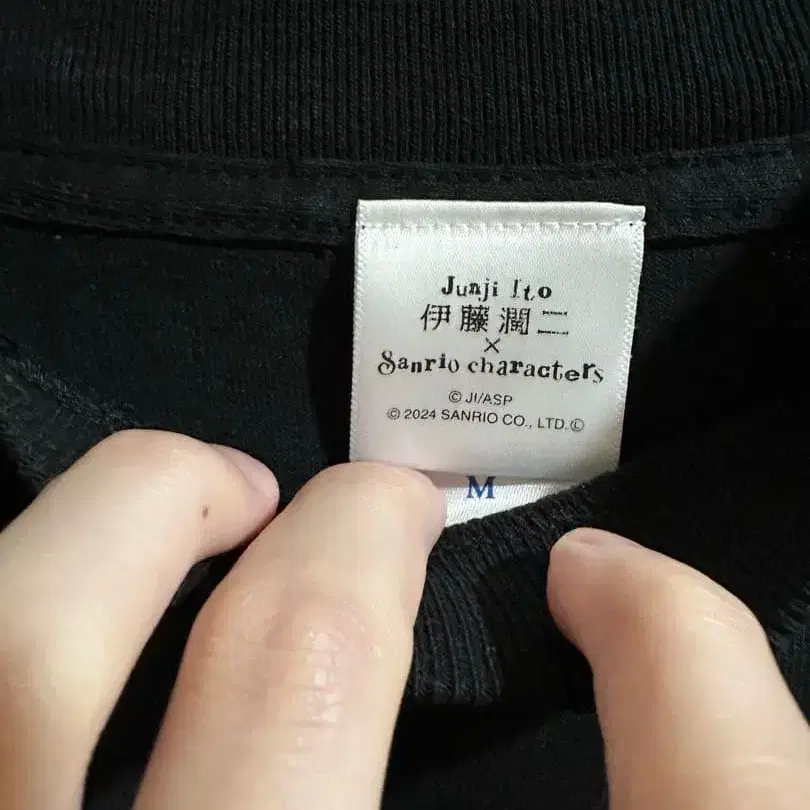 Junji Ito
伊藤潤二
×
Sanrio characters
© JI/ASP
© 2024 SANRIO CO., LTD. Ⓛ
M